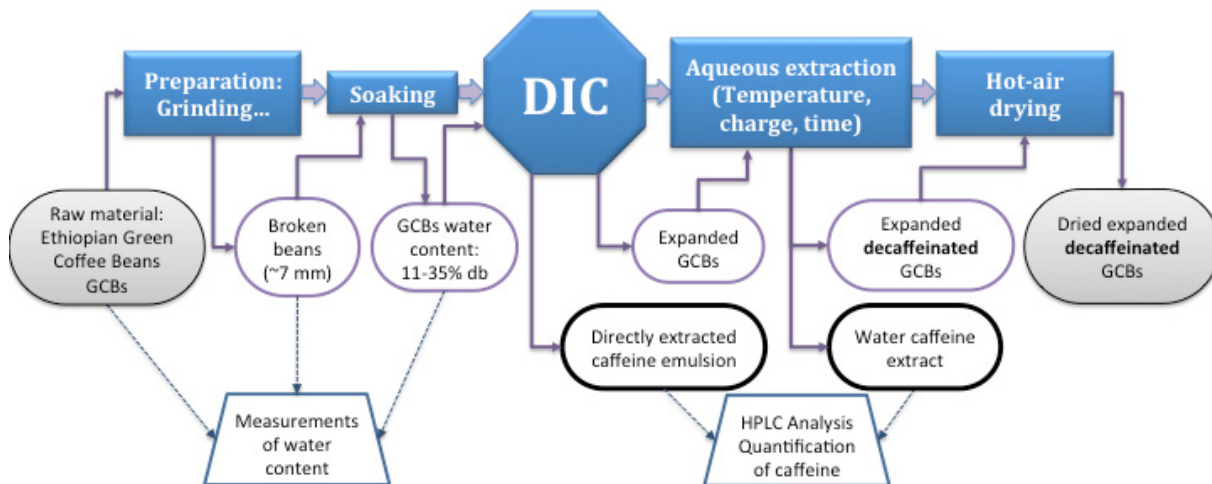 Preparation:
Grinding...
Soaking
DIC
Aqueous extraction
(Temperature,
charge, time)
Hot-air
drying
Raw material:
Ethiopian Green
Coffee Beans
GCBs
Broken
beans
(~7 mm)
GCBs water
content:
11-35% db
Expanded
GCBs
Expanded
decaffeinated
GCBs
Dried expanded
decaffeinated
GCBs
Directly extracted
caffeine emulsion
Water caffeine
extract
Measurements
of water
content
HPLC Analysis
Quantification
of caffeine